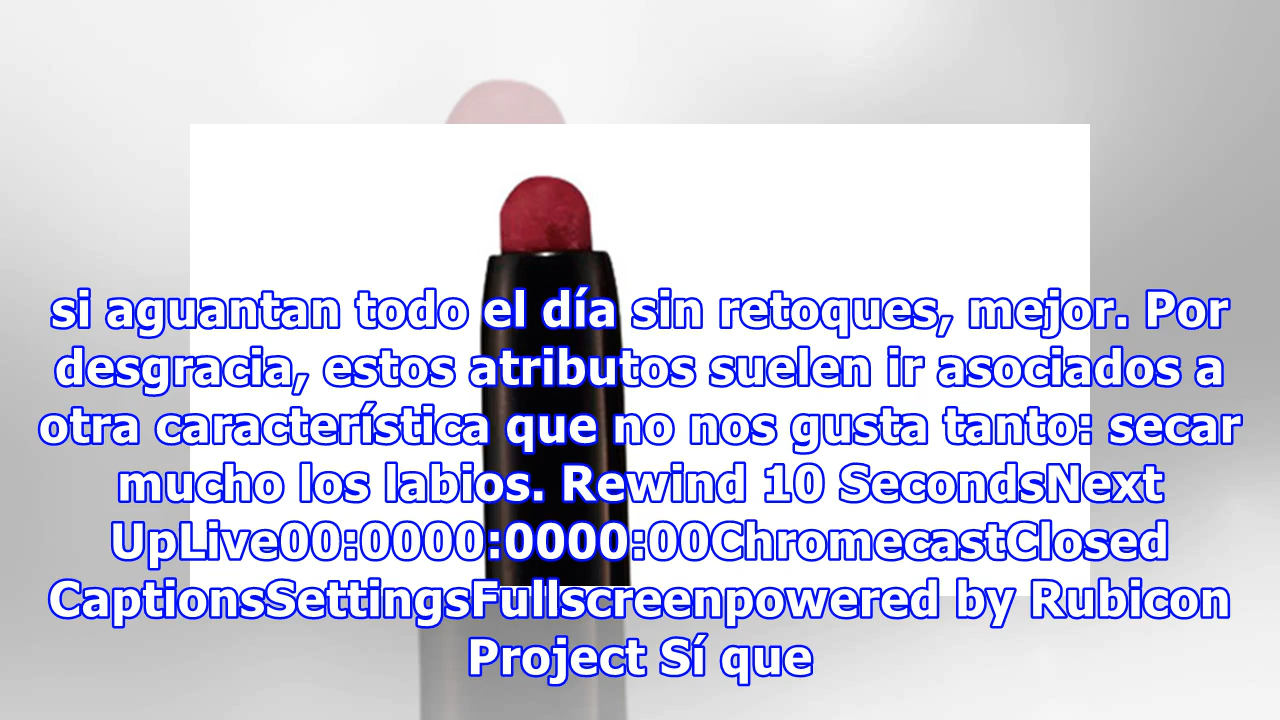 si aguantan todo el día sin retoques, mejor. Por
desgracia, estos atributos suelen ir asociados a
otra característica que no nos gusta tanto: secar
mucho los labios. Rewind 10 SecondsNext
UpLive00:0000:0000:00ChromecastClosed
CaptionsSettingsFullscreenpowered by Rubicon
Project Sí que